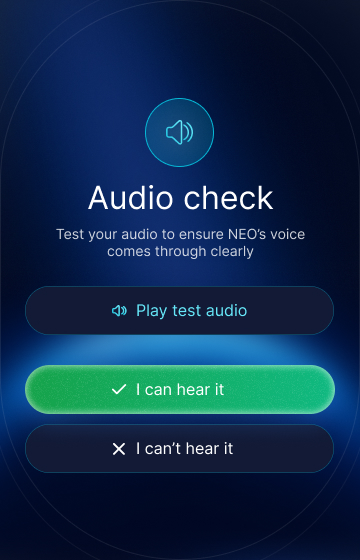 Audio check
Test your audio to ensure NEO’s voice
comes through clearly
Play test audio
I can hear it
I can’t hear it